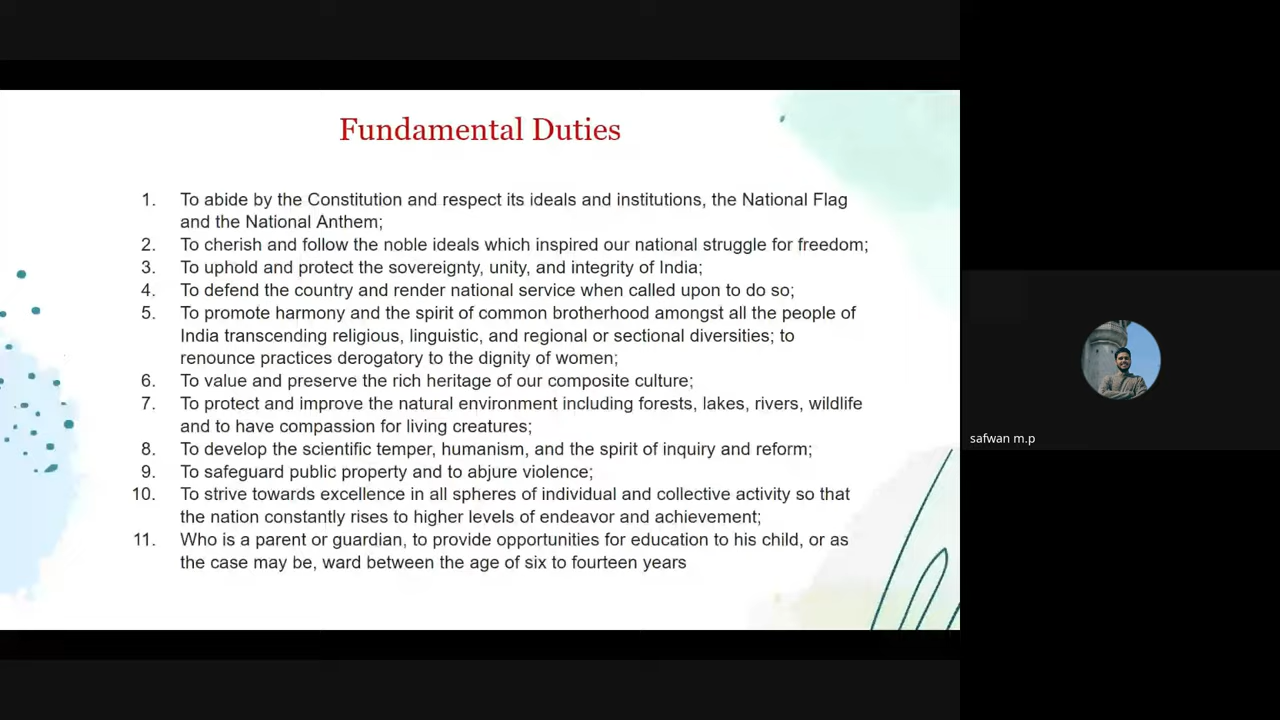 Fundamental Duties
1. To abide by the Constitution and respect its ideals and institutions, the National Flag
and the National Anthem;
2. To cherish and follow the noble ideals which inspired our national struggle for freedom;
3. To uphold and protect the sovereignty, unity, and integrity of India;
4. To defend the country and render national service when called upon to do so;
5. To promote harmony and the spirit of common brotherhood amongst all the people of
India transcending religious, linguistic, and regional or sectional diversities; to
renounce practices derogatory to the dignity of women;
6. To value and preserve the rich heritage of our composite culture;
7. To protect and improve the natural environment including forests, lakes, rivers, wildlife
and to have compassion for living creatures;
8. To develop the scientific temper, humanism, and the spirit of inquiry and reform;
9. To safeguard public property and to abjure violence;
10. To strive towards excellence in all spheres of individual and collective activity so that
the nation constantly rises to higher levels of endeavor and achievement;
11. Who is a parent or guardian, to provide opportunities for education to his child, or as
the case may be, ward between the age of six to fourteen years
safwan m.p